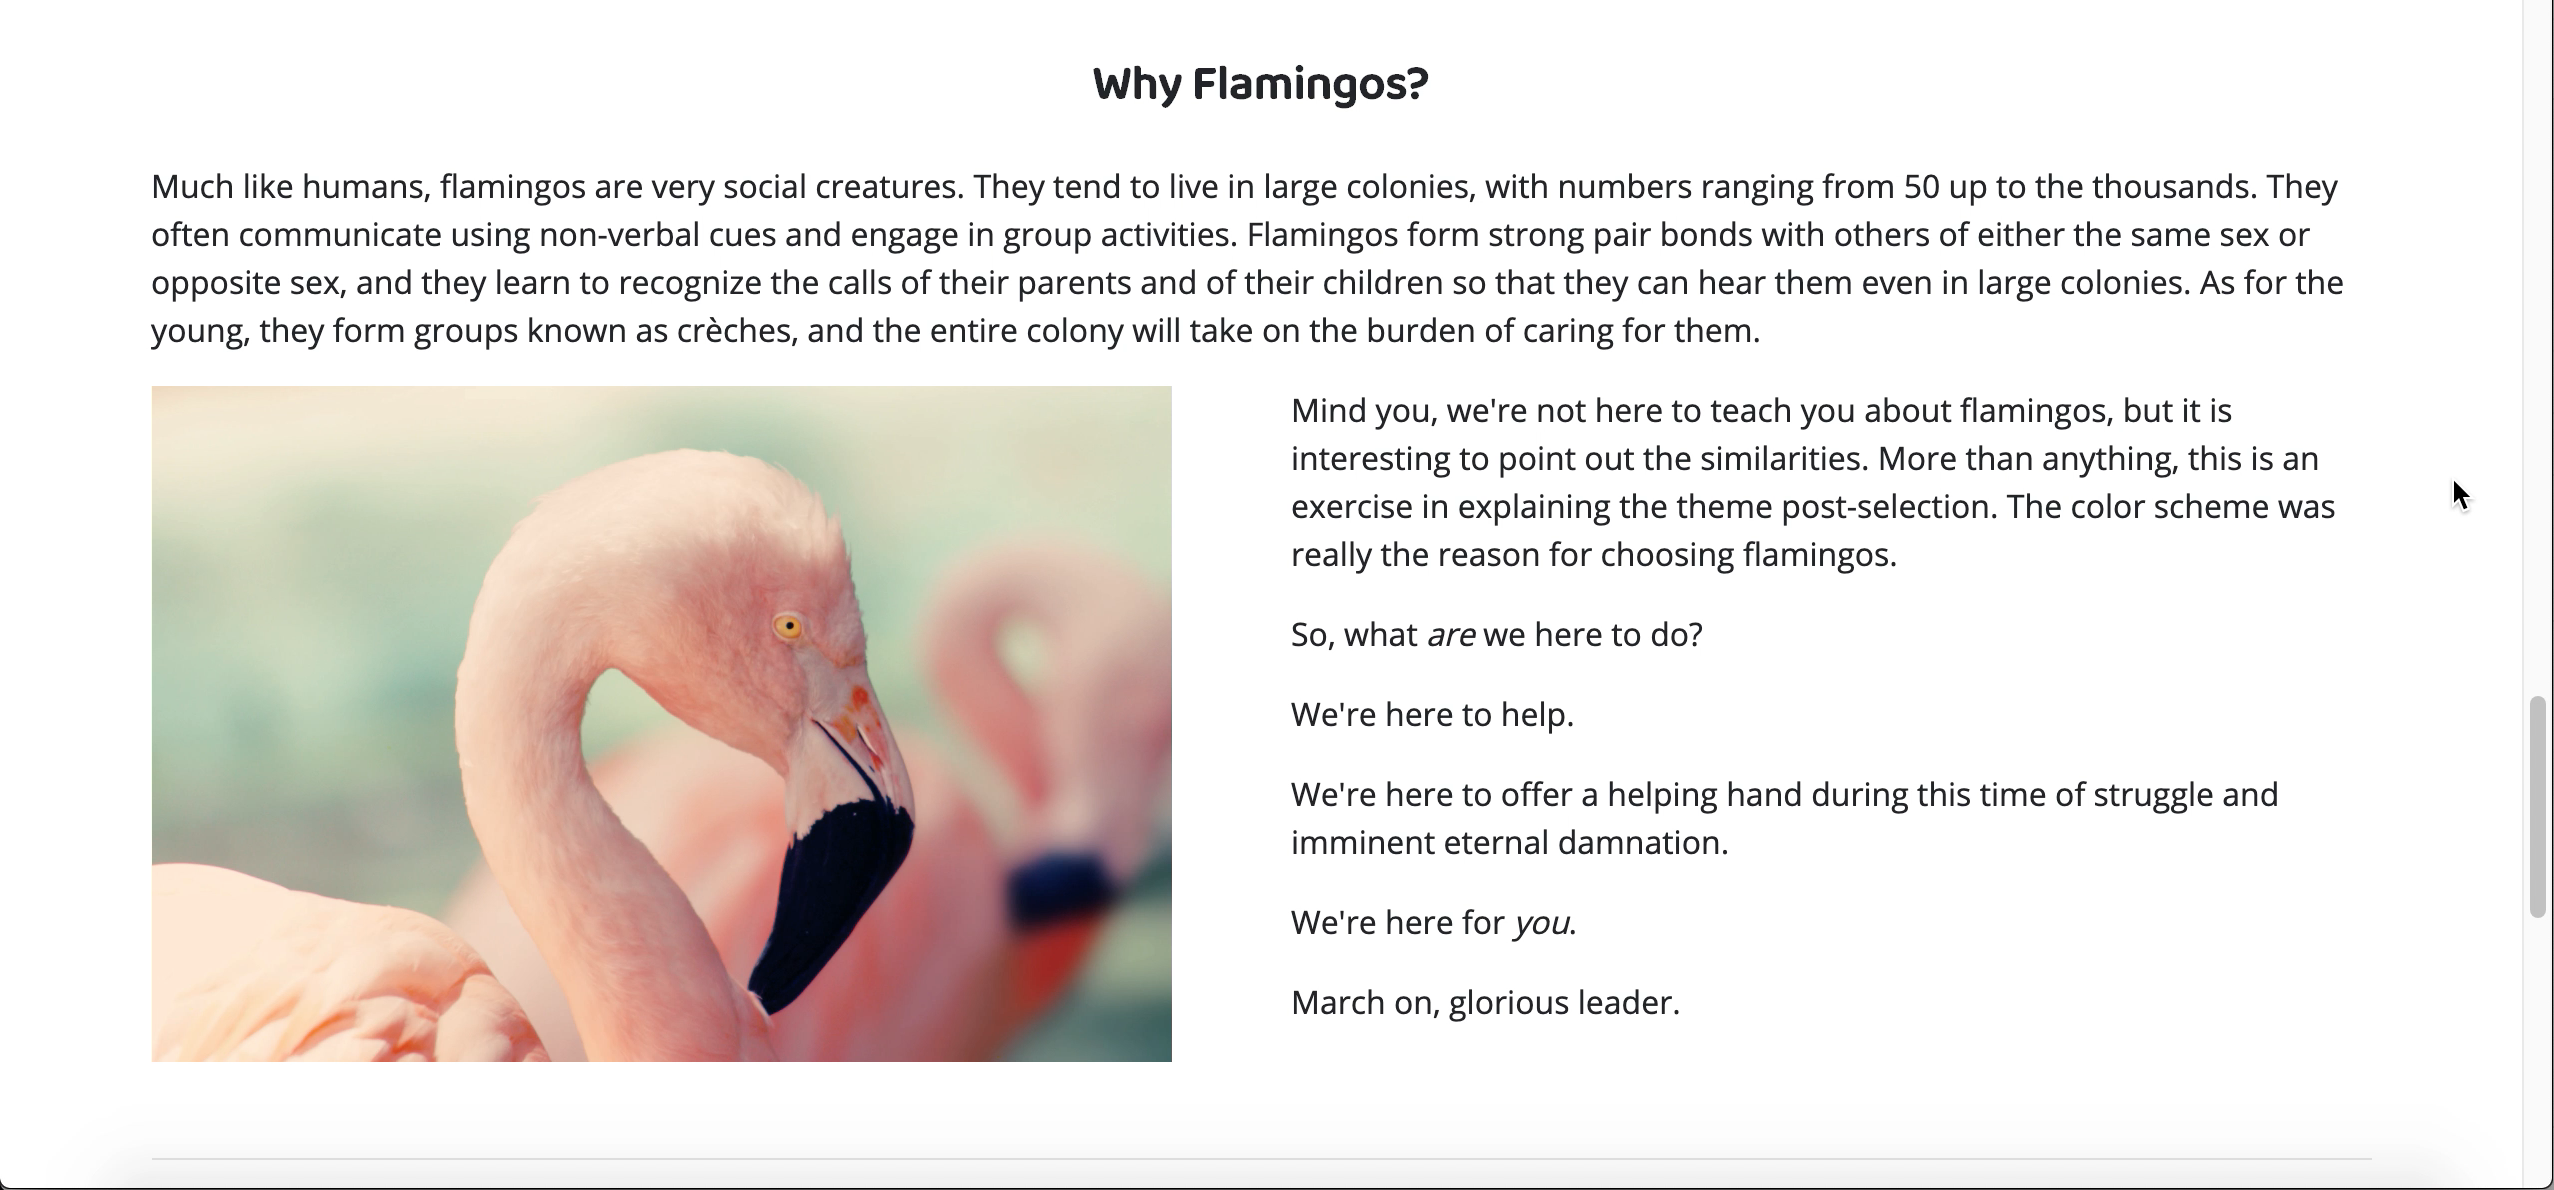 Why Flamingos?
Much like humans, flamingos are very social creatures. They tend to live in large colonies, with numbers ranging from 50 up to the thousands. They
often communicate using non-verbal cues and engage in group activities. Flamingos form strong pair bonds with others of either the same sex or
opposite sex, and they learn to recognize the calls of their parents and of their children so that they can hear them even in large colonies. As for the
young, they form groups known as crèches, and the entire colony will take on the burden of caring for them.
Mind you, we're not here to teach you about flamingos, but it is
interesting to point out the similarities. More than anything, this is an
exercise in explaining the theme post-selection. The color scheme was
really the reason for choosing flamingos.
So, what are we here to do?
We're here to help.
We're here to offer a helping hand during this time of struggle and
imminent eternal damnation.
We're here for you.
March on, glorious leader.